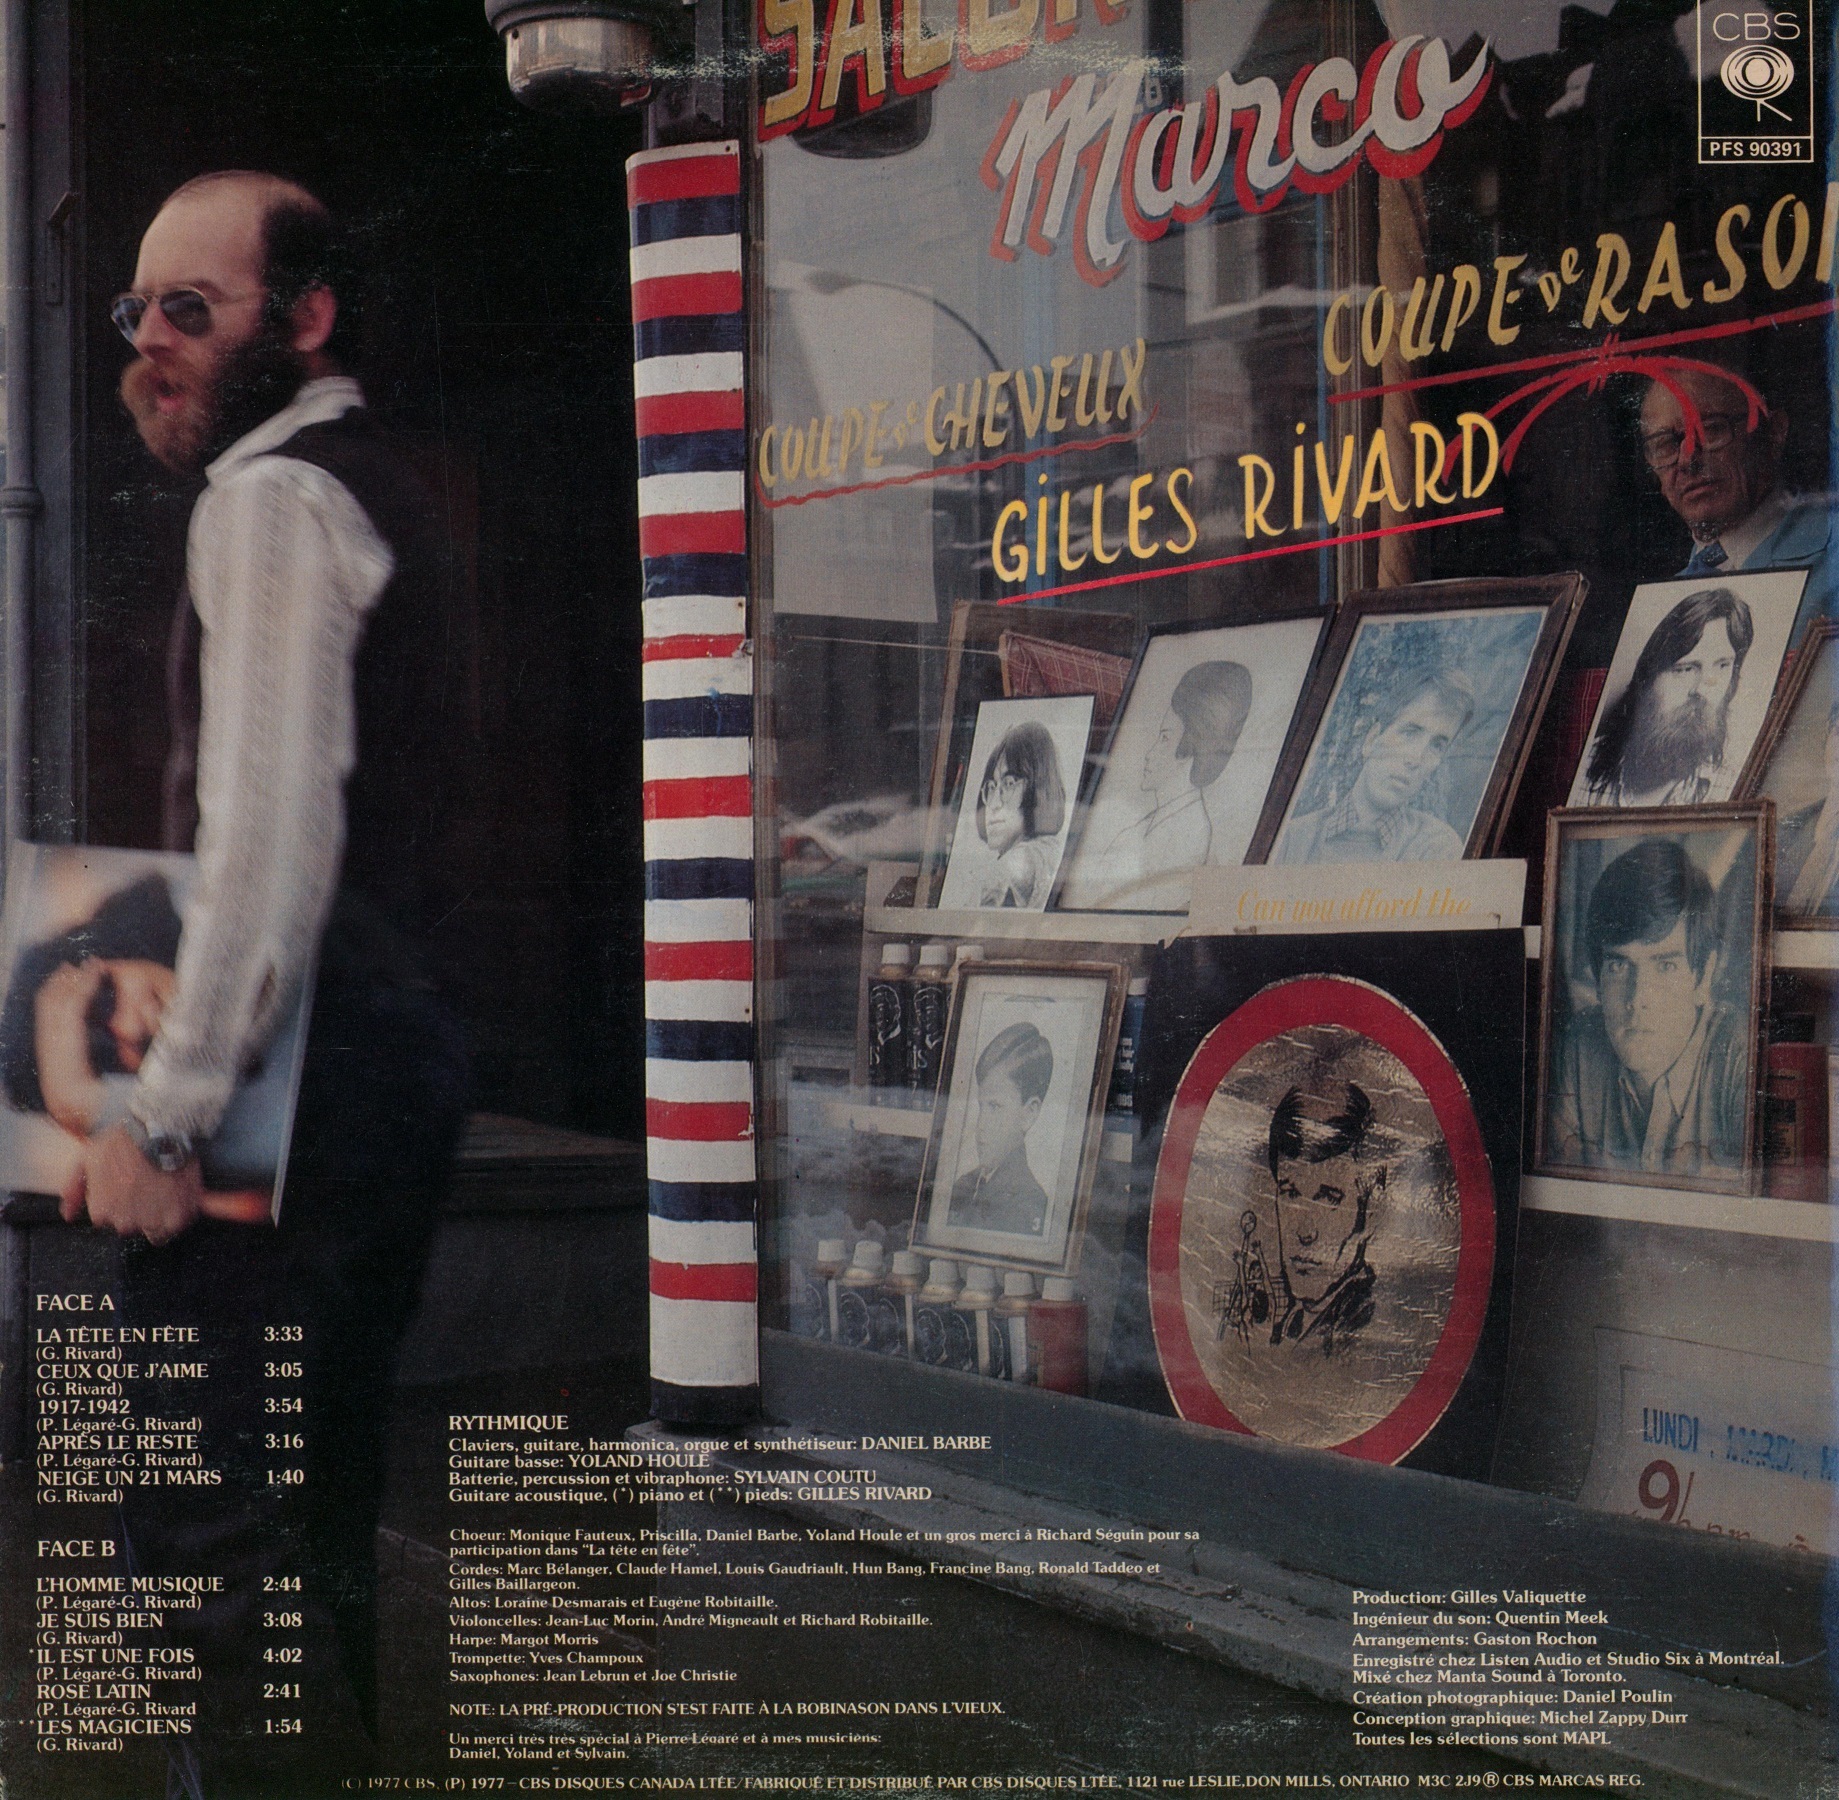 SALON
Marco
CBS
PFS 90391
COUPE De RASOI
COUPE De CHEVEUX
GILLES RIVARD
Can you afford the
3
LUNDI, MARDI, M
9h
FACE A
LA TÊTE EN FÊTE 3:33
(G. Rivard)
CEUX QUE J'AIME 3:05
(G. Rivard)
1917-1942 3:54
(P. Légaré-G. Rivard)
APRÈS LE RESTE 3:16
(P. Légaré-G. Rivard)
NEIGE UN 21 MARS 1:40
(G. Rivard)
FACE B
L'HOMME MUSIQUE 2:44
(P. Légaré-G. Rivard)
JE SUIS BIEN 3:08
(G. Rivard)
*IL EST UNE FOIS 4:02
(P. Légaré-G. Rivard)
ROSE LATIN 2:41
(P. Légaré-G. Rivard
**LES MAGICIENS 1:54
(G. Rivard)
RYTHMIQUE
Claviers, guitare, harmonica, orgue et synthétiseur: DANIEL BARBE
Guitare basse: YOLAND HOULE
Batterie, percussion et vibraphone: SYLVAIN COUTU
Guitare acoustique, (*) piano et (**) pieds: GILLES RIVARD
Choeur: Monique Fauteux, Priscilla, Daniel Barbe, Yoland Houle et un gros merci à Richard Séguin pour sa
participation dans "La tête en fête".
Cordes: Marc Bélanger, Claude Hamel, Louis Gaudriault, Hun Bang, Francine Bang, Ronald Taddeo et
Gilles Baillargeon.
Altos: Loraine Desmarais et Eugène Robitaille.
Violoncelles: Jean-Luc Morin, André Migneault et Richard Robitaille.
Harpe: Margot Morris
Trompette: Yves Champoux
Saxophones: Jean Lebrun et Joe Christie
NOTE: LA PRÉ-PRODUCTION S'EST FAITE À LA BOBINASON DANS L'VIEUX.
Un merci très très spécial à Pierre Légaré et à mes musiciens:
Daniel, Yoland et Sylvain.
Production: Gilles Valiquette
Ingénieur du son: Quentin Meek
Arrangements: Gaston Rochon
Enregistré chez Listen Audio et Studio Six à Montréal.
Mixé chez Manta Sound à Toronto.
Création photographique: Daniel Poulin
Conception graphique: Michel Zappy Durr
Toutes les sélections sont MAPL
(C) 1977 CBS, (P) 1977—CBS DISQUES CANADA LTÉE/FABRIQUÉ ET DISTRIBUÉ PAR CBS DISQUES LTÉE, 1121 rue LESLIE, DON MILLS, ONTARIO M3C 2J9 ® CBS MARCAS REG.